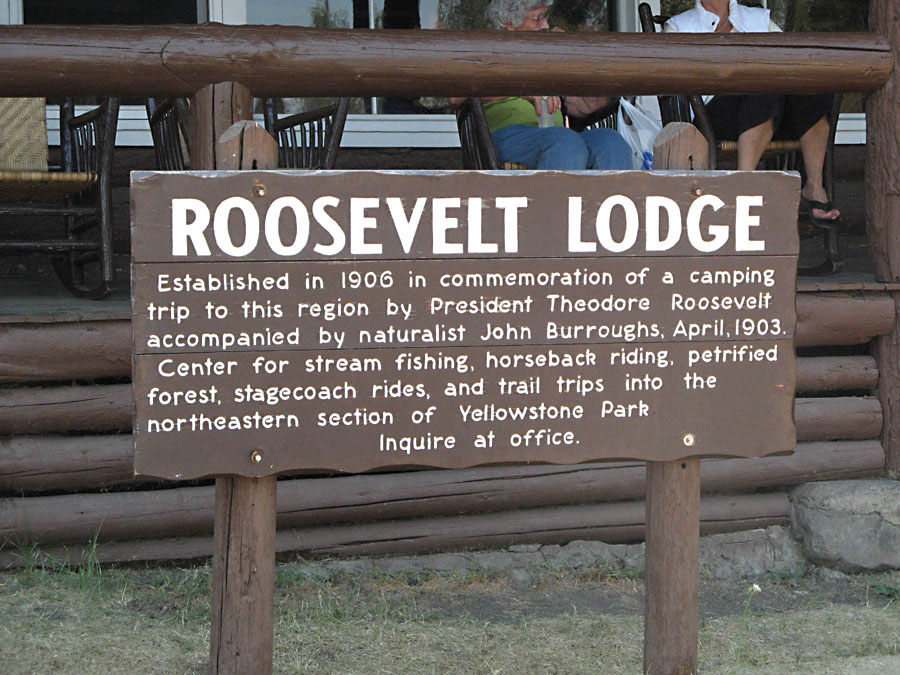 ROOSEVELT LODGE
Established in 1906 in commemoration of a camping
trip to this region by President Theodore Roosevelt
accompanied by naturalist John Burroughs, April, 1903.
Center for stream fishing, horseback riding, petrified
forest, stagecoach rides, and trail trips into the
northeastern section of Yellowstone Park
Inquire at office.